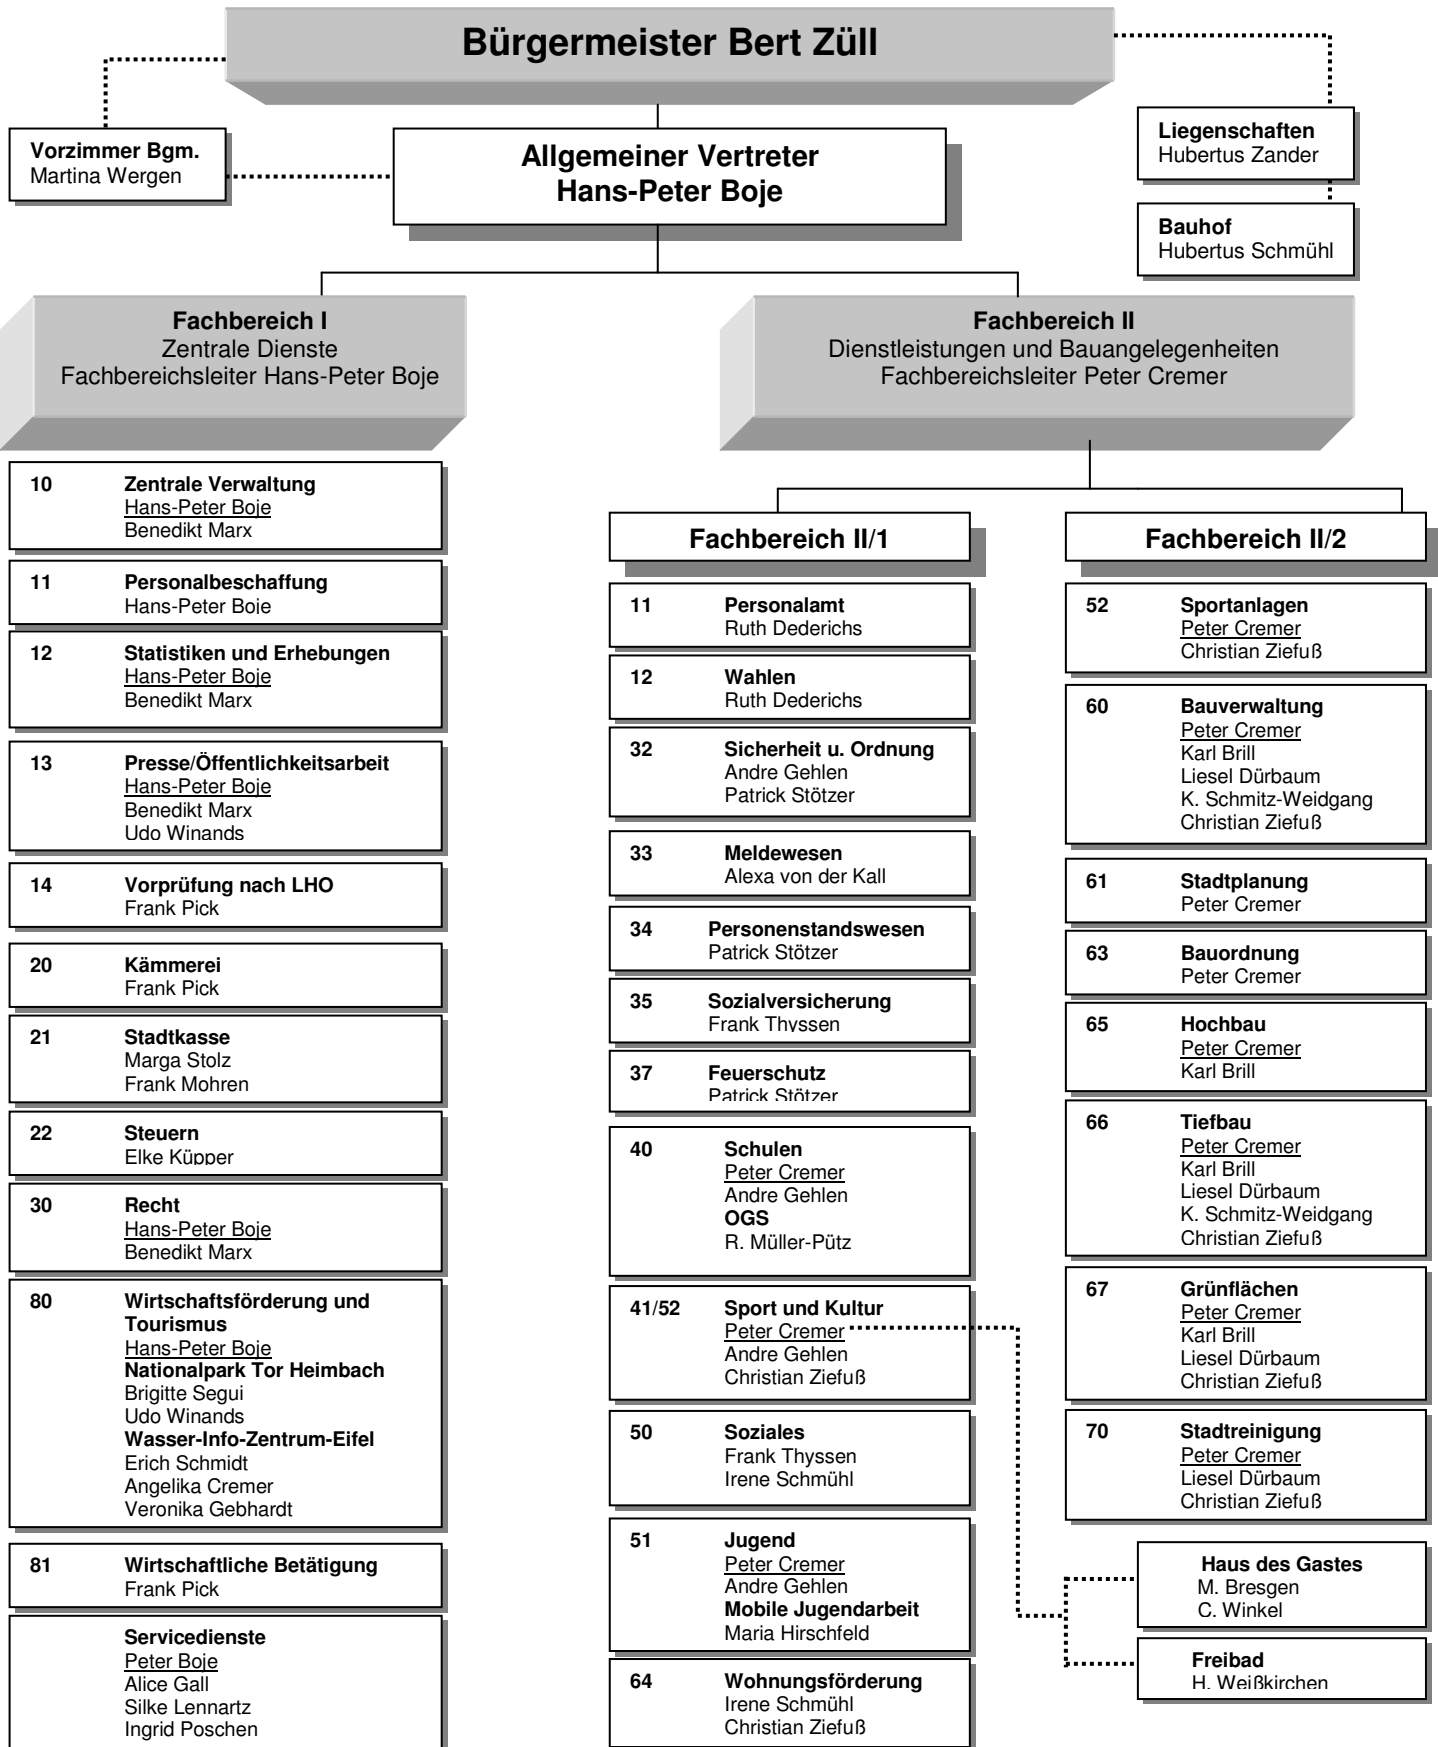 Bürgermeister Bert Züll
Vorzimmer Bgm.
Martina Wergen
Allgemeiner Vertreter
Hans-Peter Boje
Liegenschaften
Hubertus Zander
Bauhof
Hubertus Schmühl
Fachbereich I
Zentrale Dienste
Fachbereichsleiter Hans-Peter Boje
Fachbereich II
Dienstleistungen und Bauangelegenheiten
Fachbereichsleiter Peter Cremer
10 Zentrale Verwaltung
Hans-Peter Boje
Benedikt Marx
11 Personalbeschaffung
Hans-Peter Boje
12 Statistiken und Erhebungen
Hans-Peter Boje
Benedikt Marx
13 Presse/Öffentlichkeitsarbeit
Hans-Peter Boje
Benedikt Marx
Udo Winands
14 Vorprüfung nach LHO
Frank Pick
20 Kämmerei
Frank Pick
21 Stadtkasse
Marga Stolz
Frank Mohren
22 Steuern
Elke Küpper
30 Recht
Hans-Peter Boje
Benedikt Marx
80 Wirtschaftsförderung und
Tourismus
Hans-Peter Boje
Nationalpark Tor Heimbach
Brigitte Segui
Udo Winands
Wasser-Info-Zentrum-Eifel
Erich Schmidt
Angelika Cremer
Veronika Gebhardt
81 Wirtschaftliche Betätigung
Frank Pick
Servicedienste
Peter Boje
Alice Gall
Silke Lennartz
Ingrid Poschen
Fachbereich II/1
11 Personalamt
Ruth Dederichs
12 Wahlen
Ruth Dederichs
32 Sicherheit u. Ordnung
Andre Gehlen
Patrick Stötzer
33 Meldewesen
Alexa von der Kall
34 Personenstandswesen
Patrick Stötzer
35 Sozialversicherung
Frank Thyssen
37 Feuerschutz
Patrick Stötzer
40 Schulen
Peter Cremer
Andre Gehlen
OGS
R. Müller-Pütz
41/52 Sport und Kultur
Peter Cremer
Andre Gehlen
Christian Ziefuß
50 Soziales
Frank Thyssen
Irene Schmühl
51 Jugend
Peter Cremer
Andre Gehlen
Mobile Jugendarbeit
Maria Hirschfeld
64 Wohnungsförderung
Irene Schmühl
Christian Ziefuß
Fachbereich II/2
52 Sportanlagen
Peter Cremer
Christian Ziefuß
60 Bauverwaltung
Peter Cremer
Karl Brill
Liesel Dürbaum
K. Schmitz-Weidgang
Christian Ziefuß
61 Stadtplanung
Peter Cremer
63 Bauordnung
Peter Cremer
65 Hochbau
Peter Cremer
Karl Brill
66 Tiefbau
Peter Cremer
Karl Brill
Liesel Dürbaum
K. Schmitz-Weidgang
Christian Ziefuß
67 Grünflächen
Peter Cremer
Karl Brill
Liesel Dürbaum
Christian Ziefuß
70 Stadtreinigung
Peter Cremer
Liesel Dürbaum
Christian Ziefuß
Haus des Gastes
M. Bresgen
C. Winkel
Freibad
H. Weißkirchen